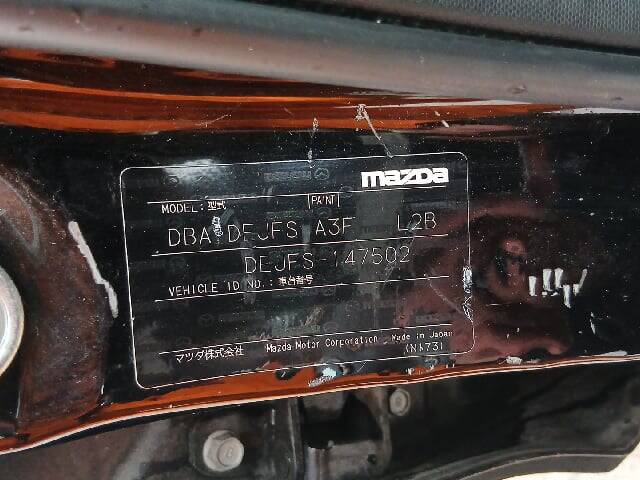 mazda
MODEL: 型式 PAINT
DBA DEJFS A3F L2B
DEJFS-147502
VEHICLE ID NO.: 車台番号
マツダ株式会社 Mazda Motor Corporation Made in Japan